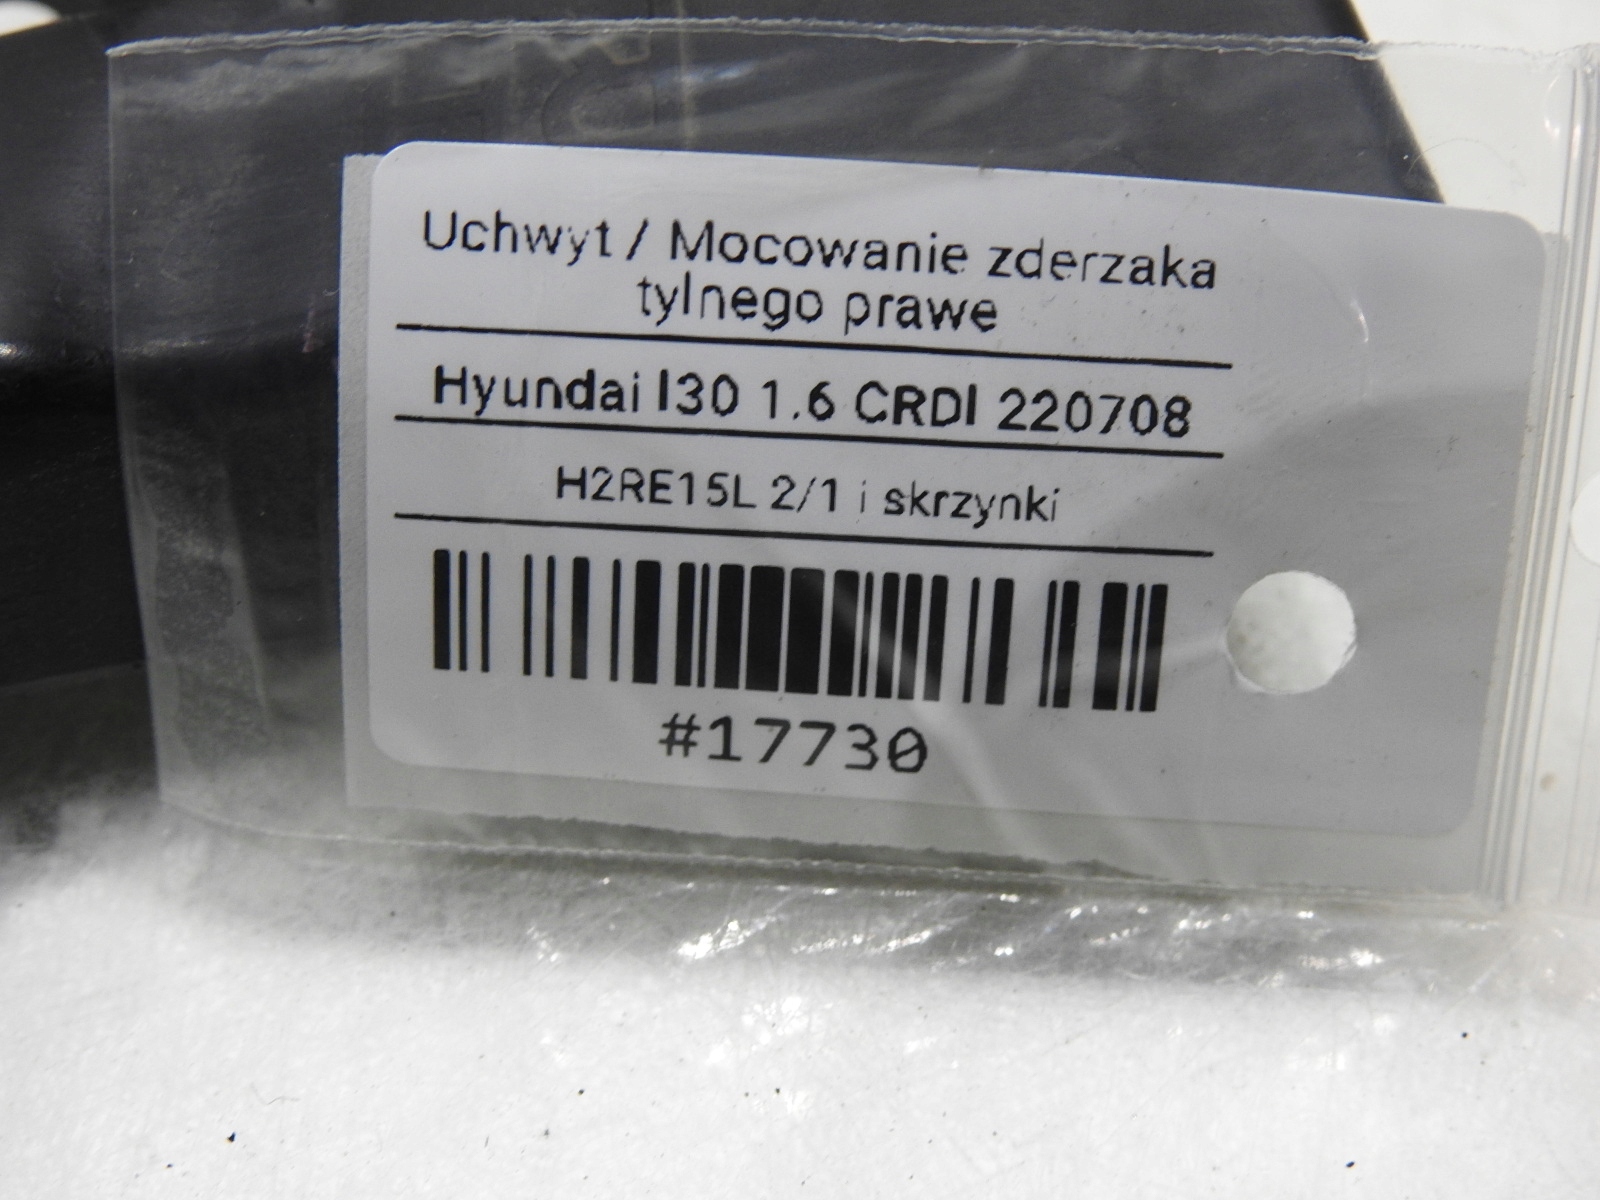 Uchwyt / Mocowanie zderzaka
tylnego prawe
Hyundai I30 1.6 CRDI 220708
H2RE15L 2/1 i skrzynki
#17730